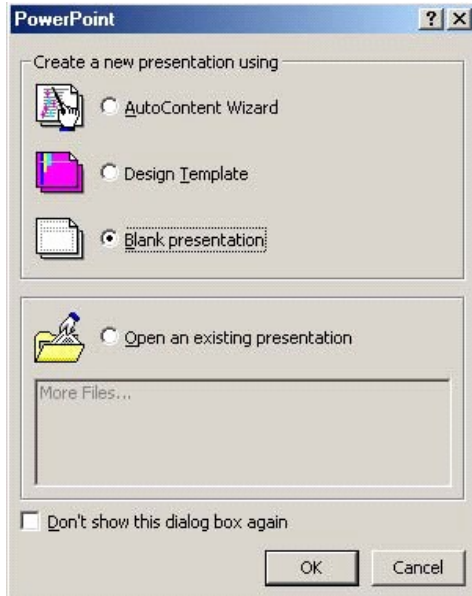 PowerPoint
Create a new presentation using
AutoContent Wizard
Design Template
Blank presentation
Open an existing presentation
More Files...
Don't show this dialog box again
OK Cancel